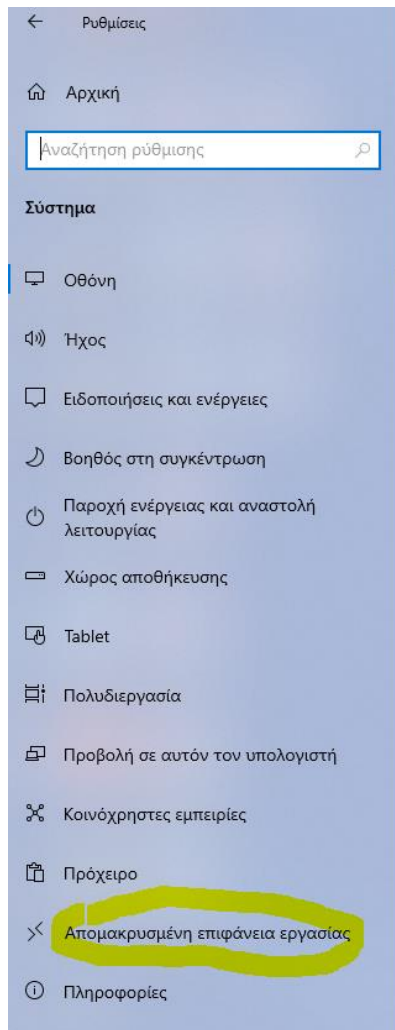 Ρυθμίσεις
Αρχική
Αναζήτηση ρύθμισης
Σύστημα
Οθόνη
Ήχος
Ειδοποιήσεις και ενέργειες
Βοηθός στη συγκέντρωση
Παροχή ενέργειας και αναστολή
λειτουργίας
Χώρος αποθήκευσης
Tablet
Πολυδιεργασία
Προβολή σε αυτόν τον υπολογιστή
Κοινόχρηστες εμπειρίες
Πρόχειρο
Απομακρυσμένη επιφάνεια εργασίας
Πληροφορίες